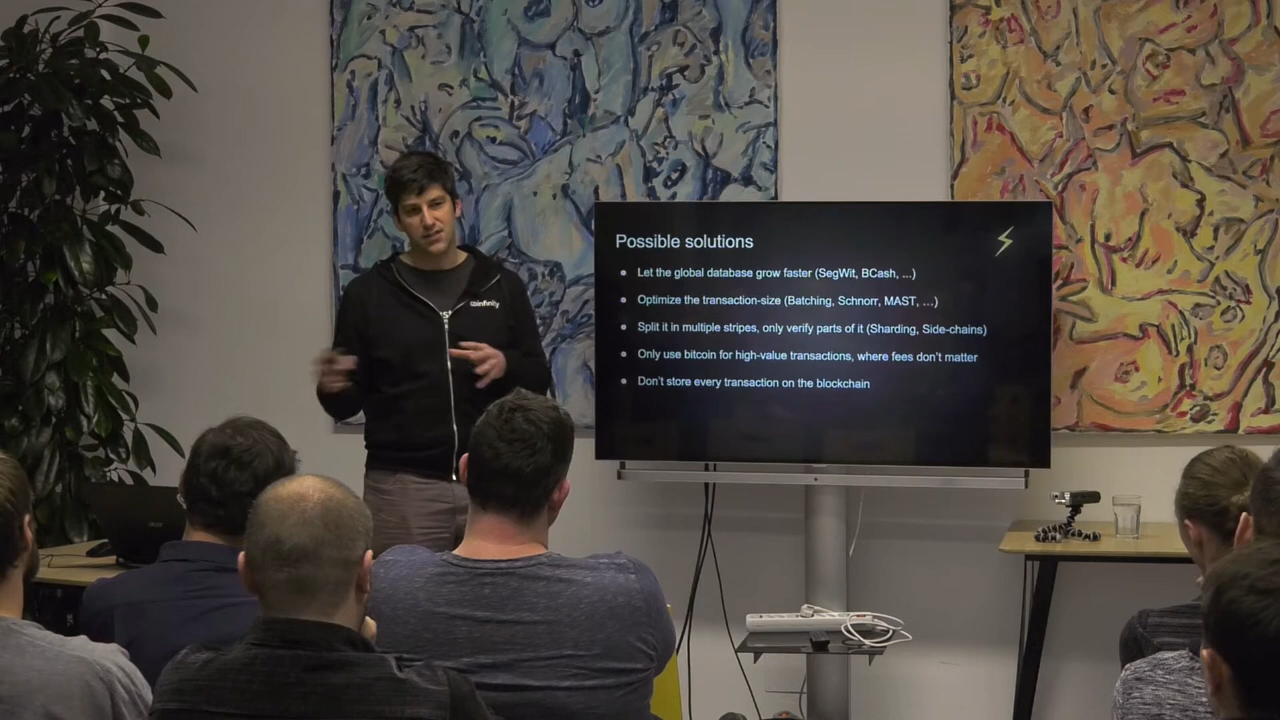 Possible solutions
Let the global database grow faster (SegWit, BCash, ...)
Optimize the transaction-size (Batching, Schnorr, MAST, ...)
Split it in multiple stripes, only verify parts of it (Sharding, Side-chains)
Only use bitcoin for high-value transactions, where fees don't matter
Don't store every transaction on the blockchain
coinfinity